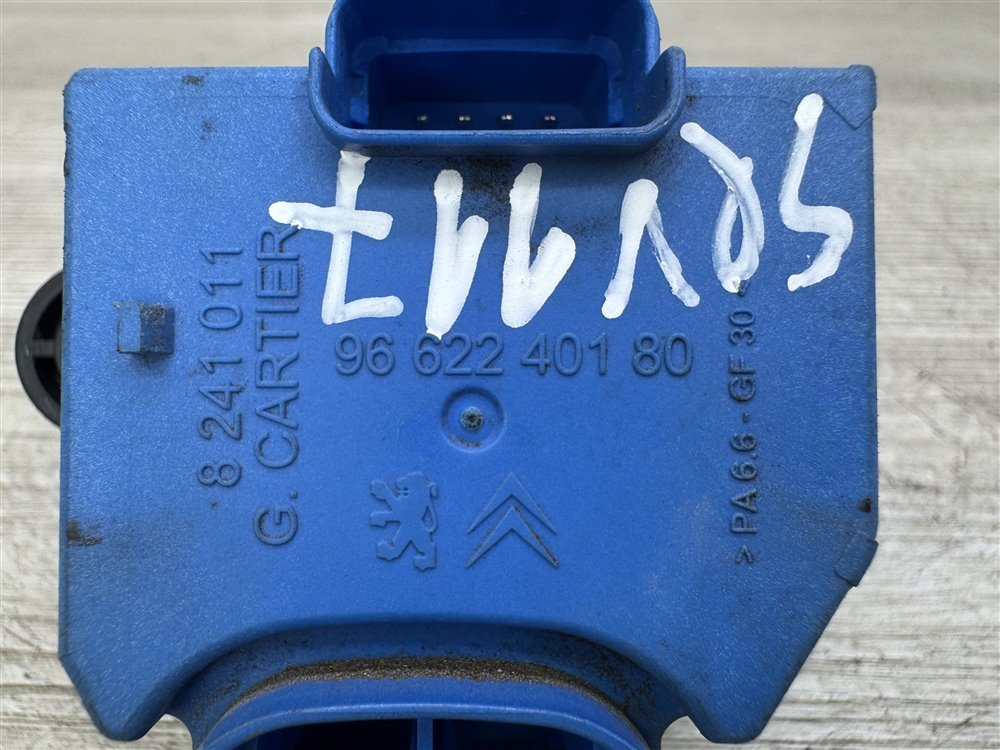 96 622 401 80
8 241 011
G. CARTIER
> PA 6.6 - GF 30